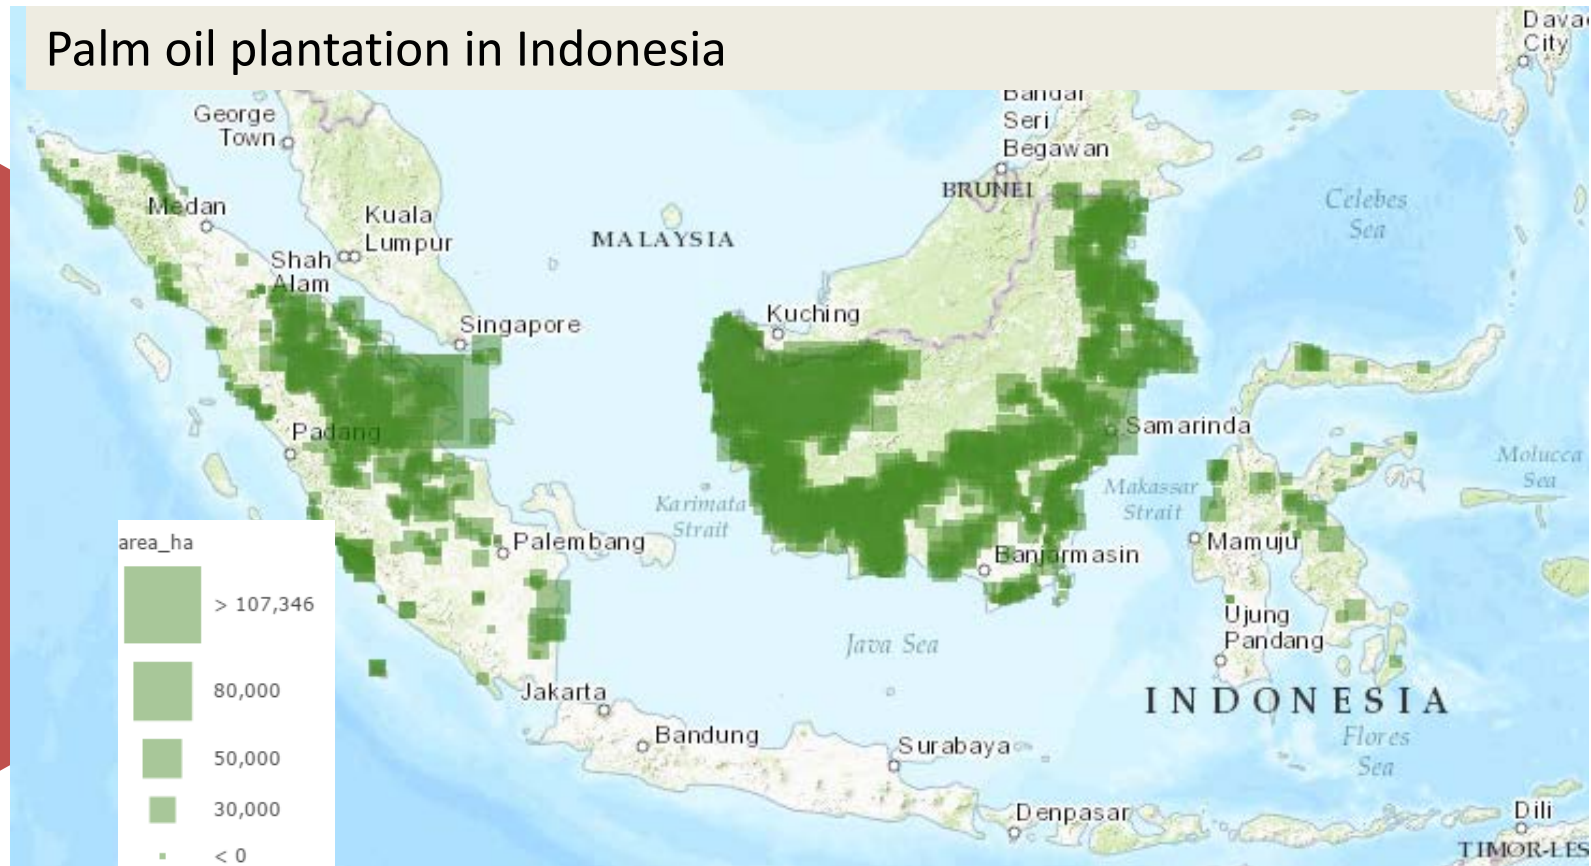 Palm oil plantation in Indonesia
Davao
City
George
Town
Bandar
Seri
Begawan
BRUNEI
Medan
Kuala
Lumpur
Shah
Alam
MALAYSIA
Celebes
Sea
Kuching
Singapore
Padang
Samarinda
Molucca
Sea
Karimata
Strait
Makassar
Strait
Palembang
Banjarmasin
Mamuju
Ujung
Pandang
Java Sea
Jakarta
Bandung
Surabaya
INDONESIA
Flores
Sea
Denpasar
Dili
TIMOR-LES
area_ha
> 107,346
80,000
50,000
30,000
< 0